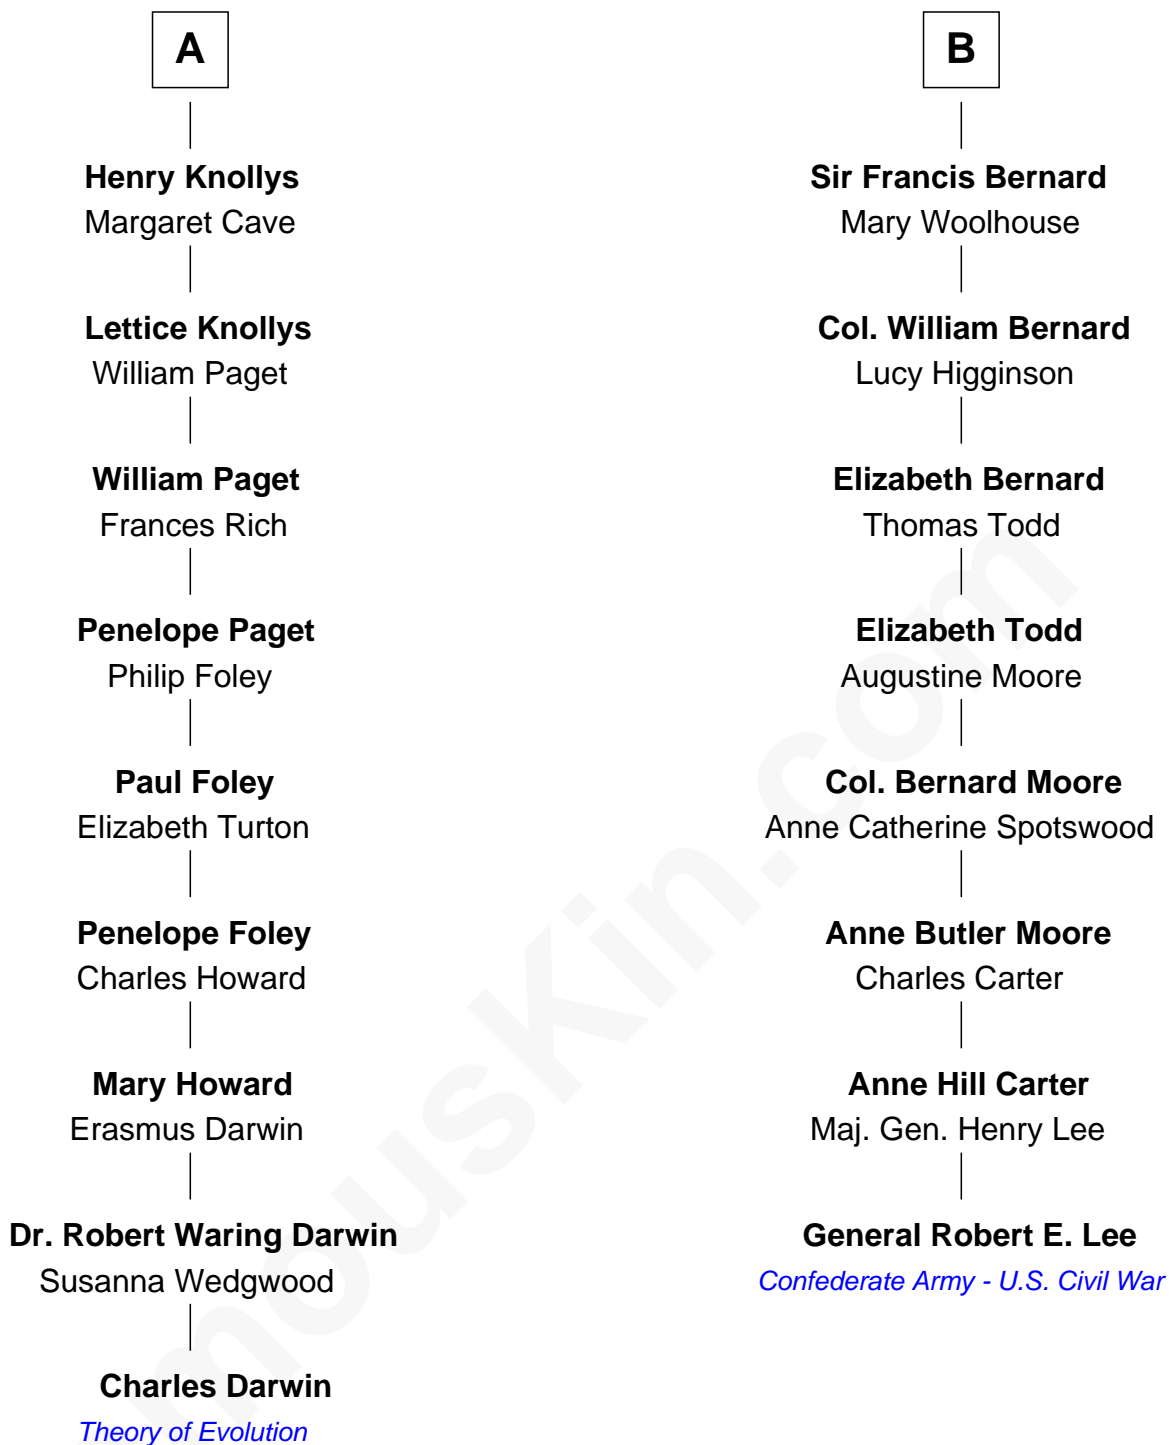 A
Henry Knollys
Margaret Cave
Lettice Knollys
William Paget
William Paget
Frances Rich
Penelope Paget
Philip Foley
Paul Foley
Elizabeth Turton
Penelope Foley
Charles Howard
Mary Howard
Erasmus Darwin
Dr. Robert Waring Darwin
Susanna Wedgwood
Charles Darwin
Theory of Evolution
B
Sir Francis Bernard
Mary Woolhouse
Col. William Bernard
Lucy Higginson
Elizabeth Bernard
Thomas Todd
Elizabeth Todd
Augustine Moore
Col. Bernard Moore
Anne Catherine Spotswood
Anne Butler Moore
Charles Carter
Anne Hill Carter
Maj. Gen. Henry Lee
General Robert E. Lee
Confederate Army - U.S. Civil War
mousKin.com